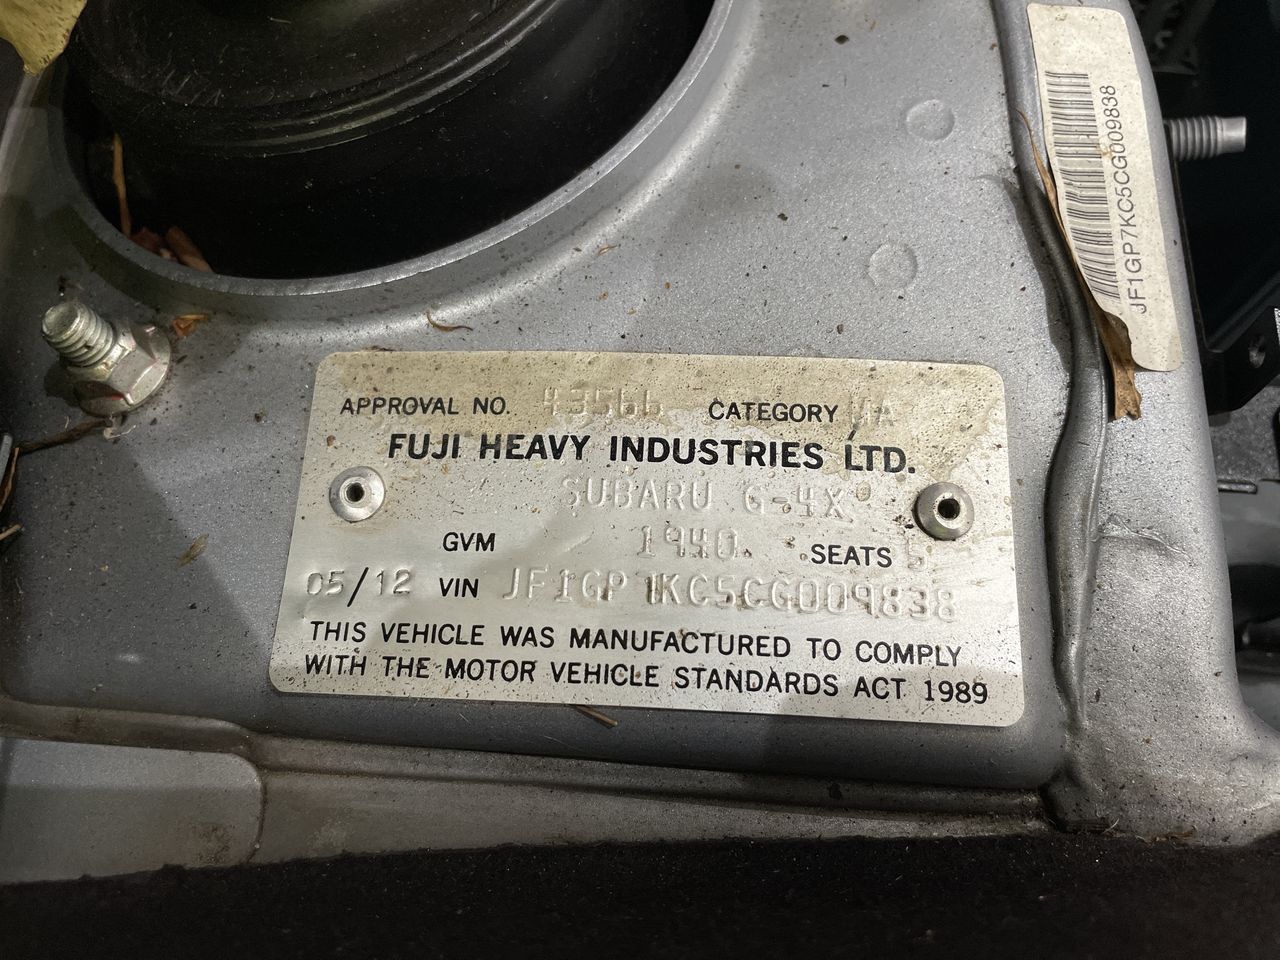 JF1GP7KC5CG009838
APPROVAL NO. 43566 CATEGORY MA
FUJI HEAVY INDUSTRIES LTD.
SUBARU G-4X
GVM 1940 SEATS 5
05/12 VIN JF1GP7KC5CG009838
THIS VEHICLE WAS MANUFACTURED TO COMPLY
WITH THE MOTOR VEHICLE STANDARDS ACT 1989